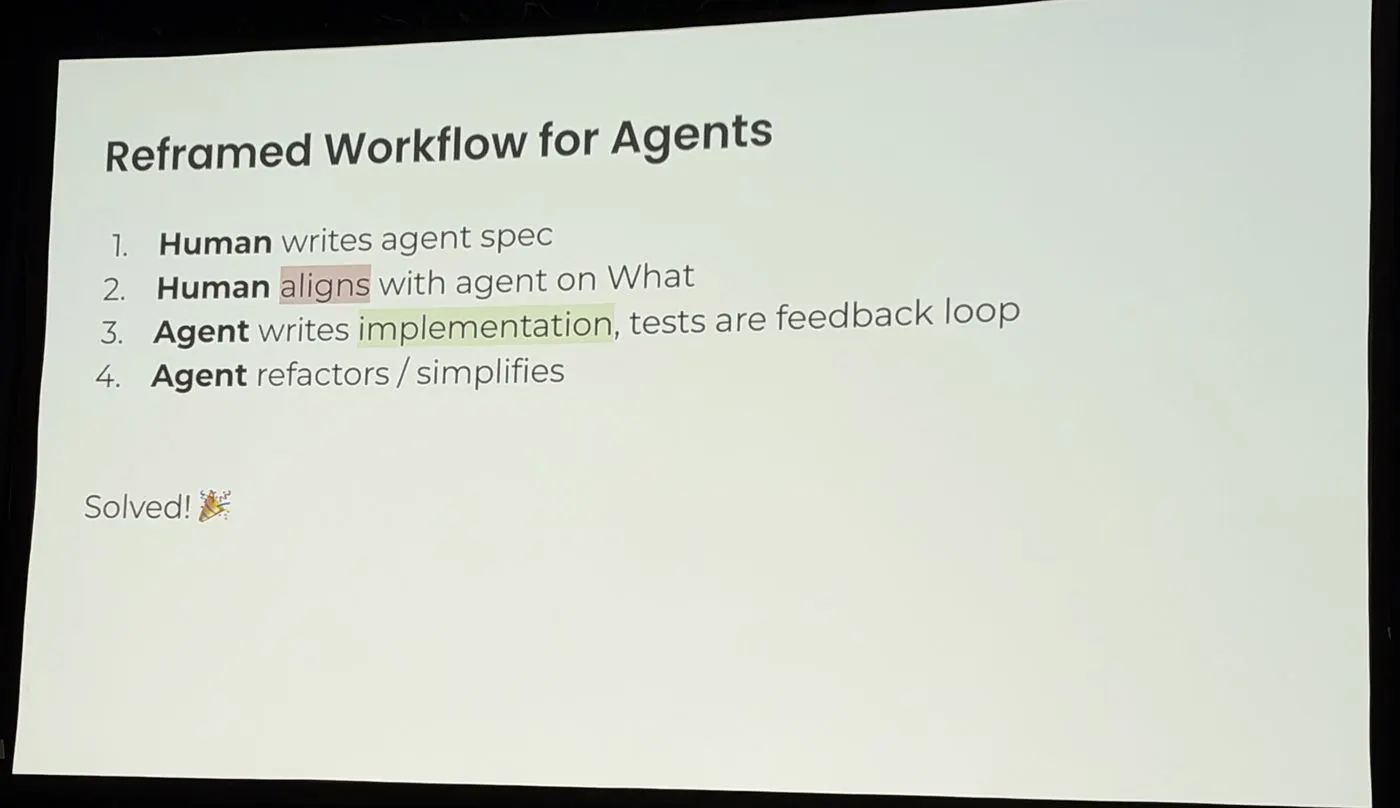 Reframed Workflow for Agents
1. Human writes agent spec
2. Human aligns with agent on What
3. Agent writes implementation, tests are feedback loop
4. Agent refactors / simplifies
Solved! 🎉